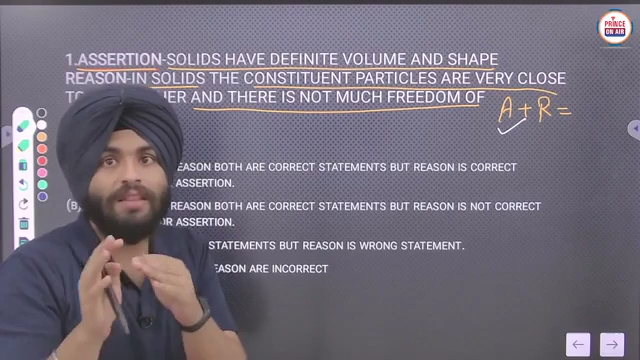 PRINCE
ON AIR
1.ASSERTION-SOLIDS HAVE DEFINITE VOLUME AND SHAPE
REASON-IN SOLIDS THE CONSTITUENT PARTICLES ARE VERY CLOSE
TO AND THERE IS NOT MUCH FREEDOM OF
A + R =
REASON BOTH ARE CORRECT STATEMENTS BUT REASON IS CORRECT
ASSERTION.
(B) REASON BOTH ARE CORRECT STATEMENTS BUT REASON IS NOT CORRECT
ASSERTION.
STATEMENTS BUT REASON IS WRONG STATEMENT.
REASON ARE INCORRECT